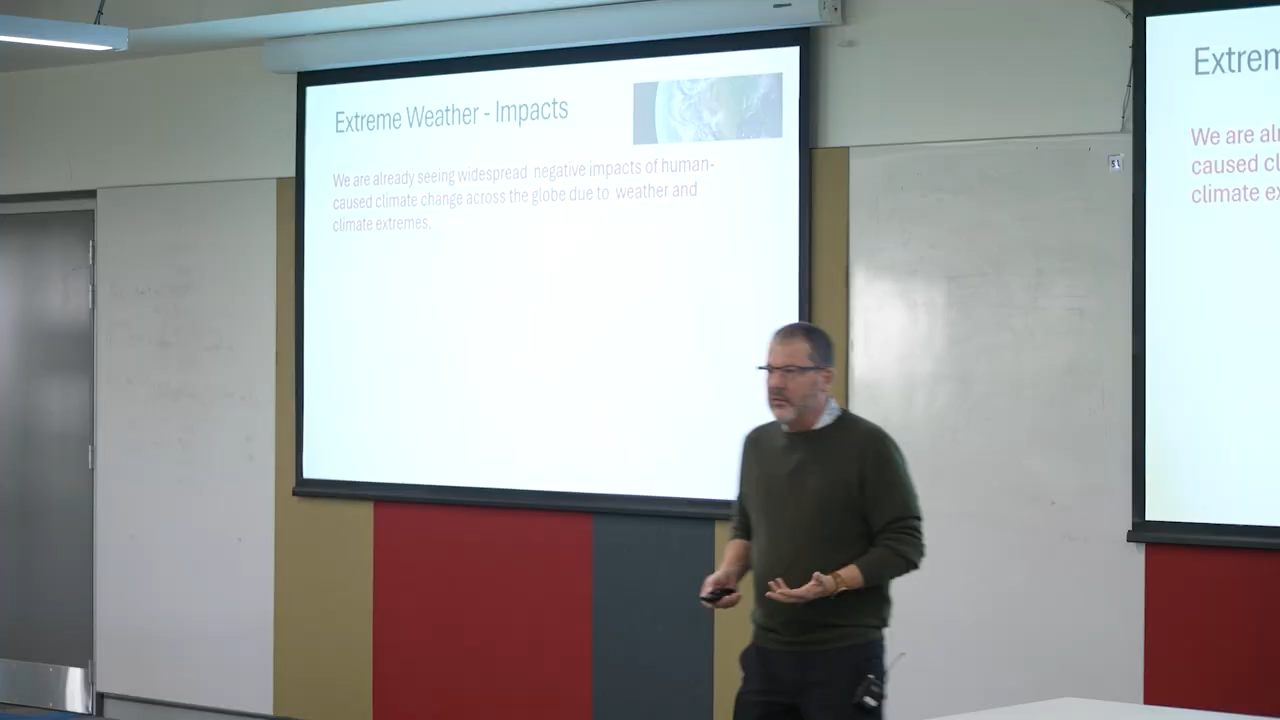 Extreme Weather - Impacts
We are already seeing widespread negative impacts of human-
caused climate change across the globe due to weather and
climate extremes.
Extrem
We are alr
caused cl
climate ex